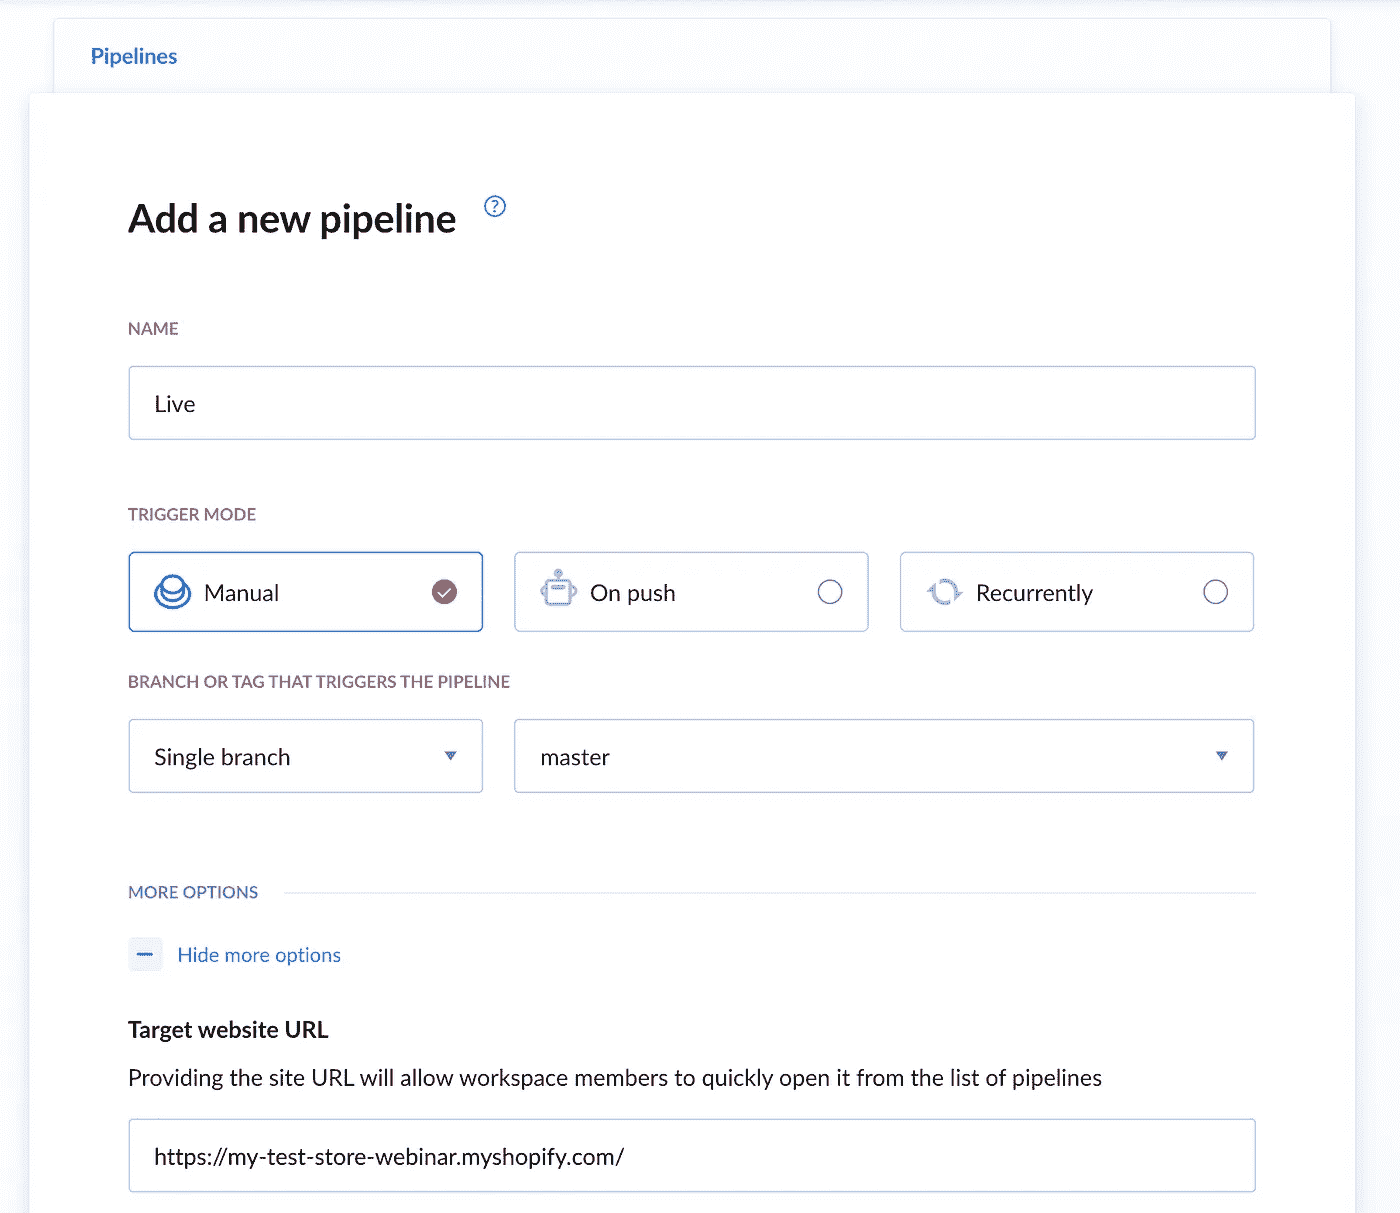 Pipelines
Add a new pipeline ?
NAME
Live
TRIGGER MODE
Manual On push Recurrently
BRANCH OR TAG THAT TRIGGERS THE PIPELINE
Single branch master
MORE OPTIONS
Hide more options
Target website URL
Providing the site URL will allow workspace members to quickly open it from the list of pipelines
https://my-test-store-webinar.myshopify.com/